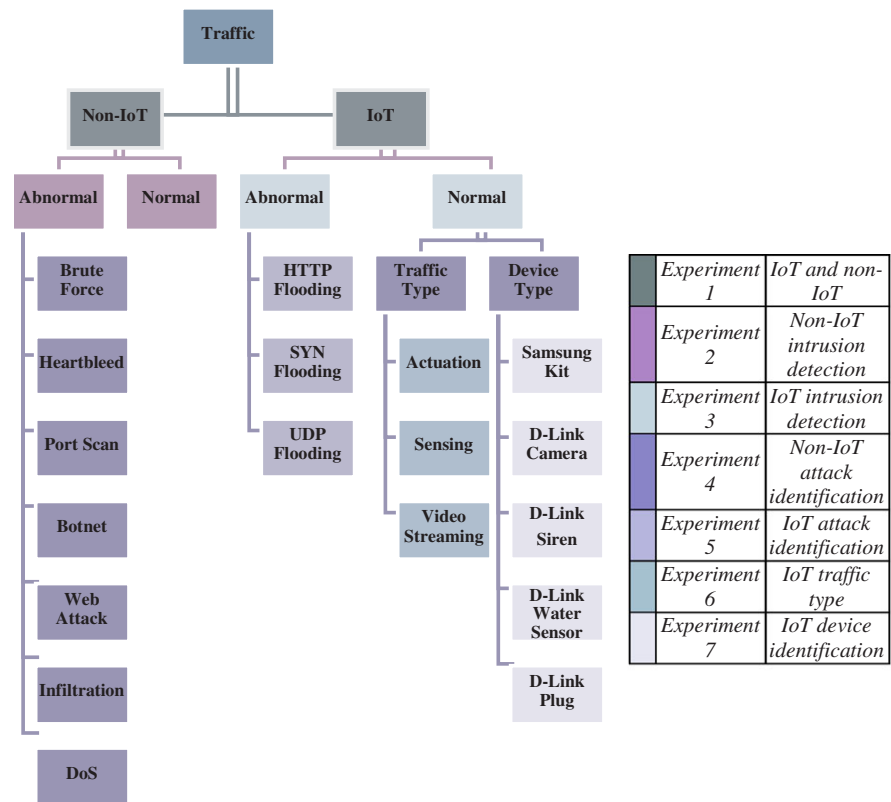 Traffic
Non-IoT
IoT
Abnormal
Normal
Abnormal
Normal
Brute
Force
Heartbleed
Port Scan
Botnet
Web
Attack
Infiltration
DoS
HTTP
Flooding
SYN
Flooding
UDP
Flooding
Traffic
Type
Actuation
Sensing
Video
Streaming
Device
Type
Samsung
Kit
D-Link
Camera
D-Link
Siren
D-Link
Water
Sensor
D-Link
Plug
Experiment
1
IoT and non-
IoT
Experiment
2
Non-IoT
intrusion
detection
Experiment
3
IoT intrusion
detection
Experiment
4
Non-IoT
attack
identification
Experiment
5
IoT attack
identification
Experiment
6
IoT traffic
type
Experiment
7
IoT device
identification